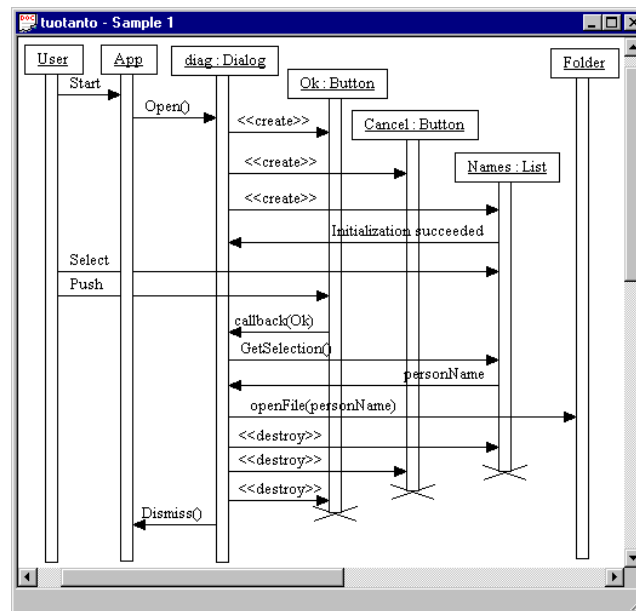 tuotanto - Sample 1
User
App
diag : Dialog
Folder
Start
Ok : Button
Open()
<<create>>
Cancel : Button
<<create>>
Names : List
<<create>>
Initialization succeeded
Select
Push
callback(Ok)
GetSelection()
personName
openFile(personName)
<<destroy>>
<<destroy>>
<<destroy>>
Dismiss()